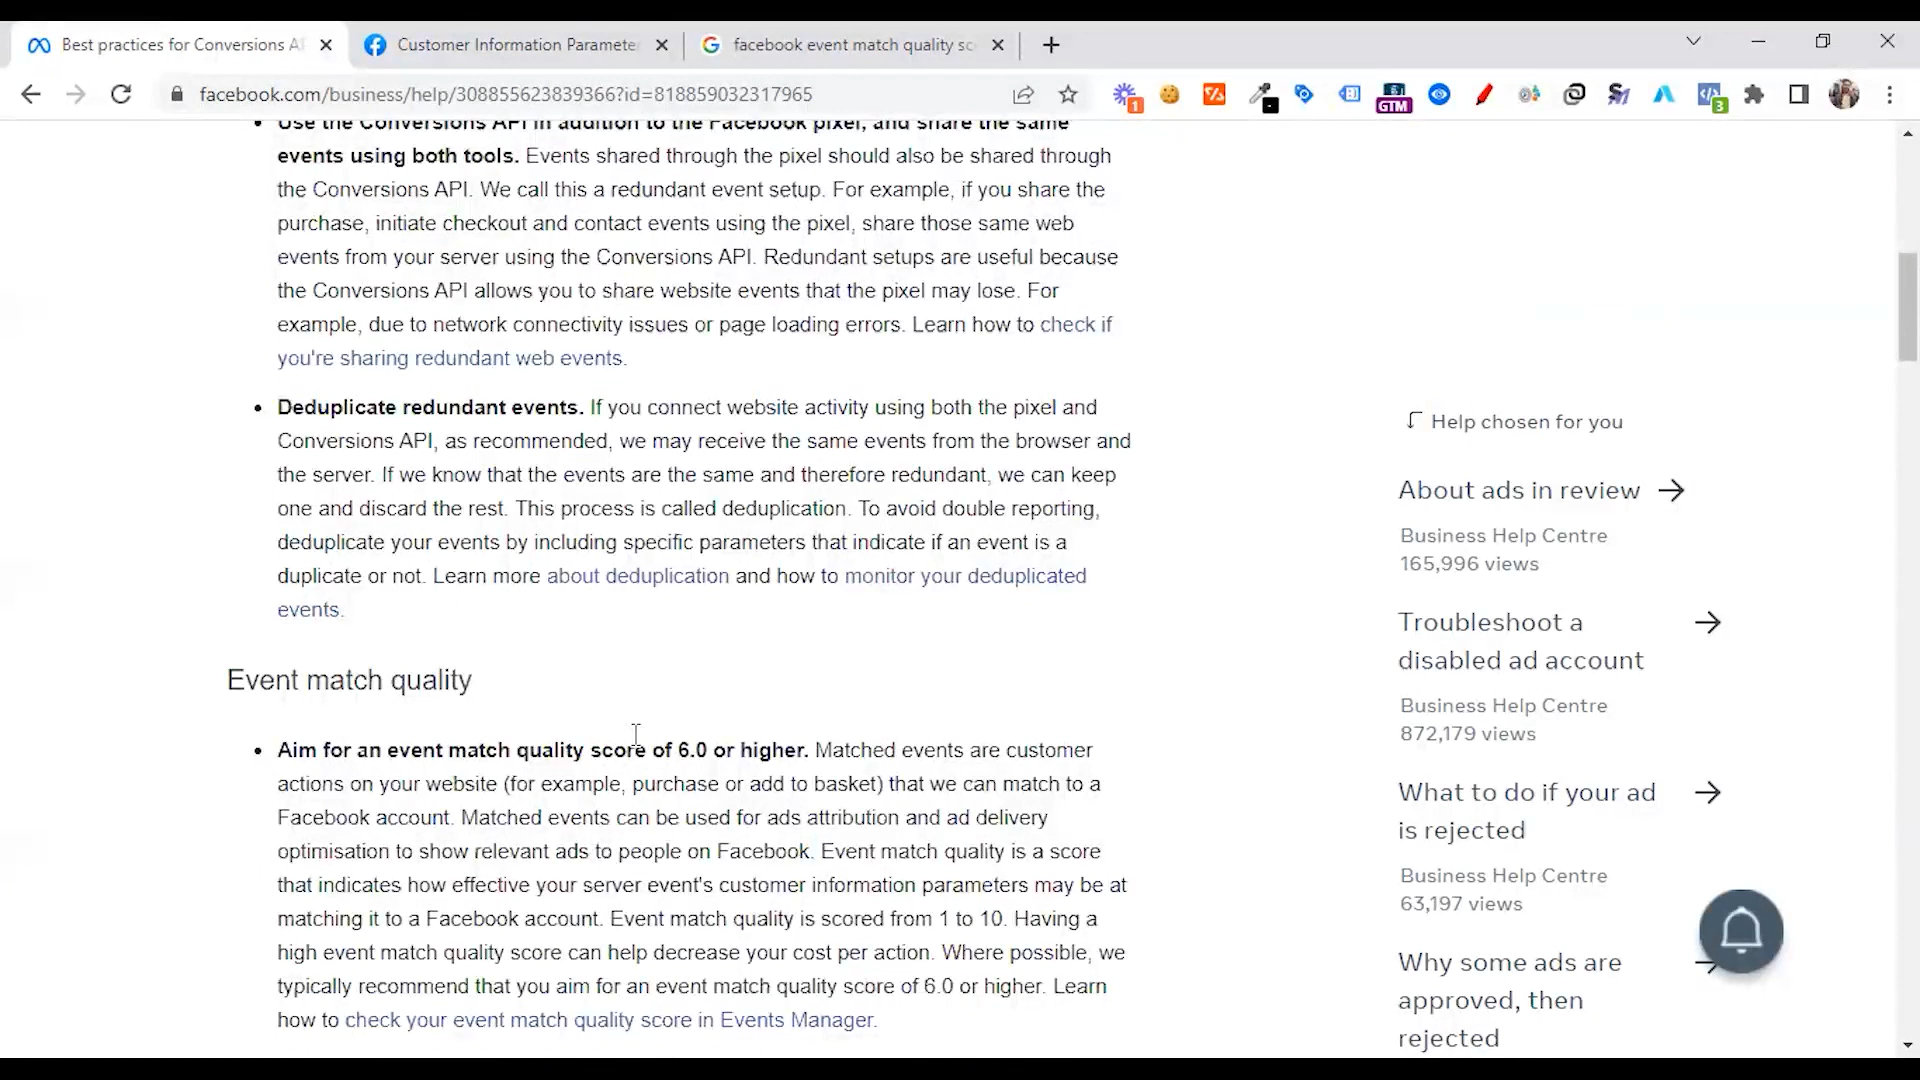 Best practices for Conversions A
Customer Information Paramete
facebook event match quality sc
facebook.com/business/help/308855623839366?id=818859032317965
1
GTM
3
Use the Conversions API in addition to the Facebook pixel, and share the same
events using both tools. Events shared through the pixel should also be shared through
the Conversions API. We call this a redundant event setup. For example, if you share the
purchase, initiate checkout and contact events using the pixel, share those same web
events from your server using the Conversions API. Redundant setups are useful because
the Conversions API allows you to share website events that the pixel may lose. For
example, due to network connectivity issues or page loading errors. Learn how to check if
you're sharing redundant web events.
Deduplicate redundant events. If you connect website activity using both the pixel and
Conversions API, as recommended, we may receive the same events from the browser and
the server. If we know that the events are the same and therefore redundant, we can keep
one and discard the rest. This process is called deduplication. To avoid double reporting,
deduplicate your events by including specific parameters that indicate if an event is a
duplicate or not. Learn more about deduplication and how to monitor your deduplicated
events.
Event match quality
Aim for an event match quality score of 6.0 or higher. Matched events are customer
actions on your website (for example, purchase or add to basket) that we can match to a
Facebook account. Matched events can be used for ads attribution and ad delivery
optimisation to show relevant ads to people on Facebook. Event match quality is a score
that indicates how effective your server event's customer information parameters may be at
matching it to a Facebook account. Event match quality is scored from 1 to 10. Having a
high event match quality score can help decrease your cost per action. Where possible, we
typically recommend that you aim for an event match quality score of 6.0 or higher. Learn
how to check your event match quality score in Events Manager.
Help chosen for you
About ads in review
Business Help Centre
165,996 views
Troubleshoot a
disabled ad account
Business Help Centre
872,179 views
What to do if your ad
is rejected
Business Help Centre
63,197 views
Why some ads are
approved, then
rejected